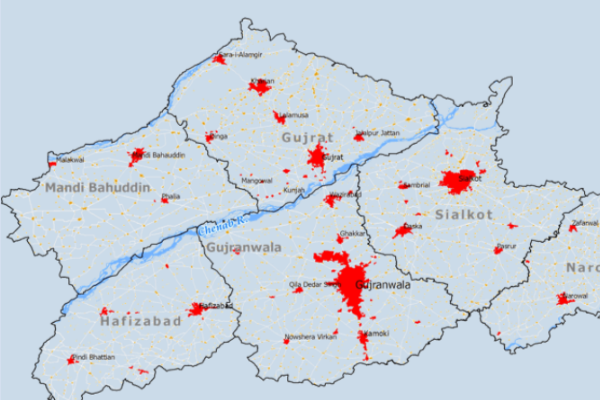 Sara-i-Alamgir
Kharian
Lalamusa
Dinga
Gujrat
Jalalpur Jattan
Malakwal
Mandi Bahauddin
Gujrat
Mangowal
Sialkot
Mandi Bahuddin
Kunjah
Sambrial
Phalia
Wazirabad
Sialkot
Chenab R.
Daska
Zafarwal
Ghakkar
Gujranwala
Pasrur
Naro
Qila Dedar Singh
Gujranwala
Narowal
Hafizabad
Hafizabad
Kamoki
Nowshera Virkan
Pindi Bhattian